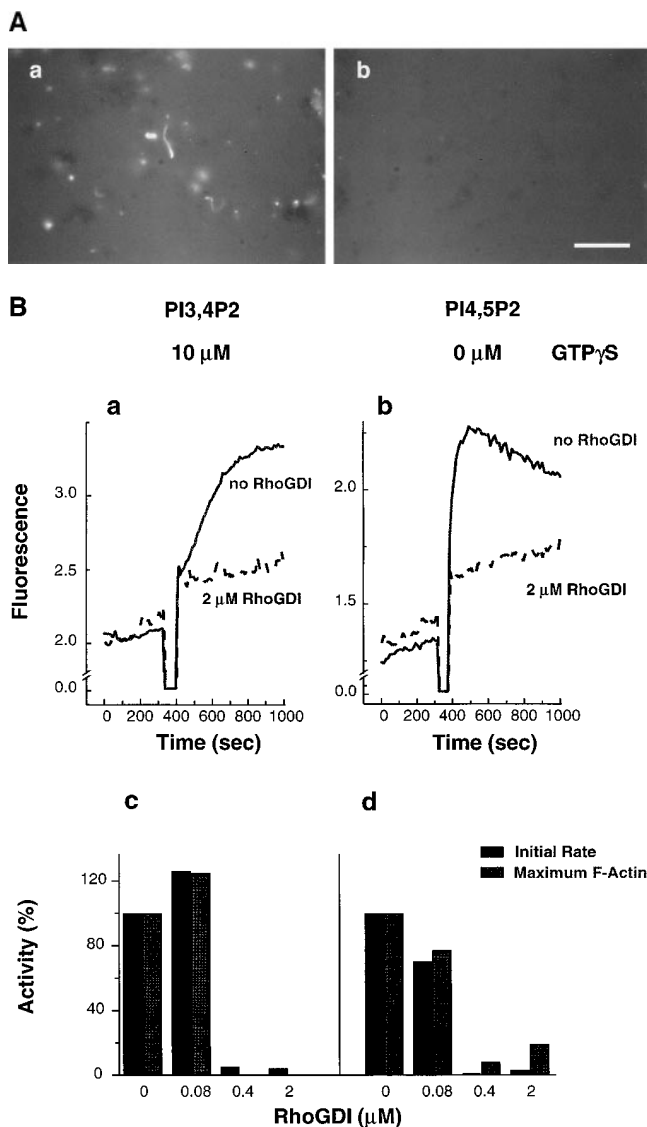 A
a
b
B
PI3,4P2
PI4,5P2
10 μM
0 μM
GTPγS
a
b
3.0
2.5
2.0
0.0
Fluorescence
no RhoGDI
2 μM RhoGDI
0 200 400 600 800 1000
Time (sec)
2.0
1.5
0.0
no RhoGDI
2 μM RhoGDI
0 200 400 600 800 1000
Time (sec)
c
d
Initial Rate
Maximum F-Actin
120
80
40
0
Activity (%)
0 0.08 0.4 2
0 0.08 0.4 2
RhoGDI (μM)